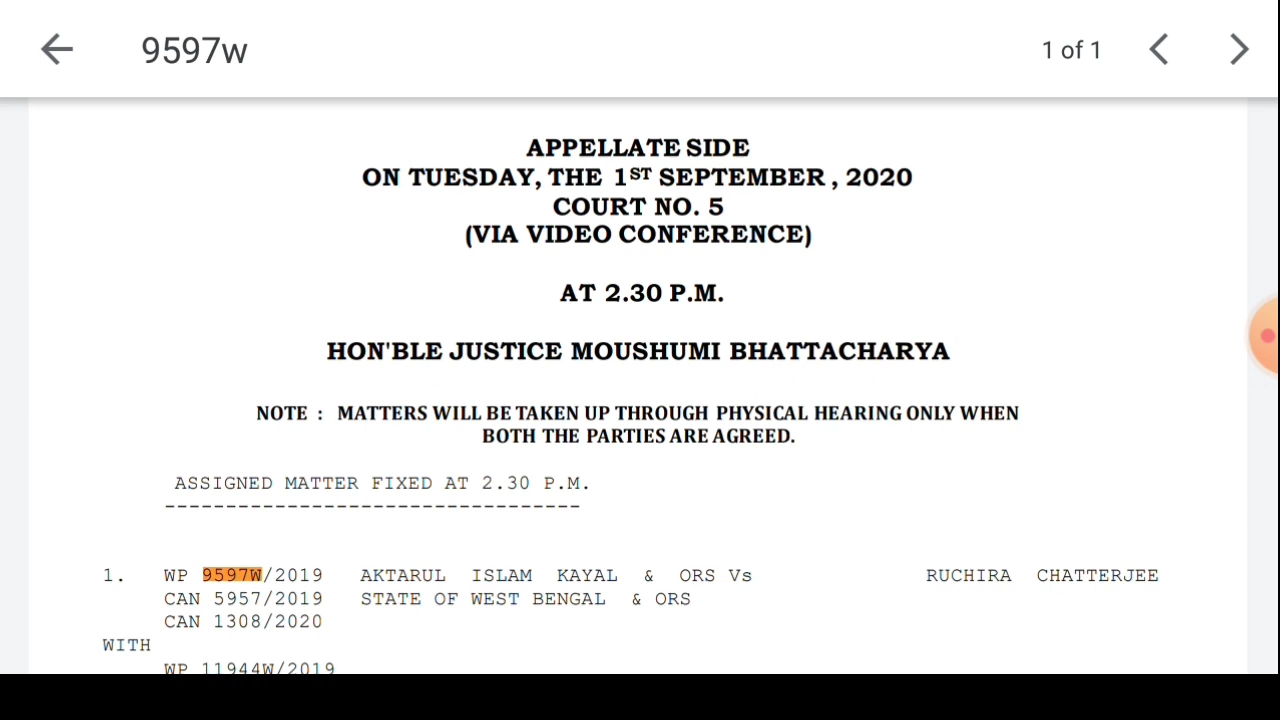 9597w 1 of 1
APPELLATE SIDE
ON TUESDAY, THE 1ST SEPTEMBER , 2020
COURT NO. 5
(VIA VIDEO CONFERENCE)
AT 2.30 P.M.
HON'BLE JUSTICE MOUSHUMI BHATTACHARYA
NOTE : MATTERS WILL BE TAKEN UP THROUGH PHYSICAL HEARING ONLY WHEN
BOTH THE PARTIES ARE AGREED.
ASSIGNED MATTER FIXED AT 2.30 P.M.
----------------------------------
1. WP 9597W/2019 AKTARUL ISLAM KAYAL & ORS Vs RUCHIRA CHATTERJEE
CAN 5957/2019 STATE OF WEST BENGAL & ORS
CAN 1308/2020
WITH
WP 11944W/2019